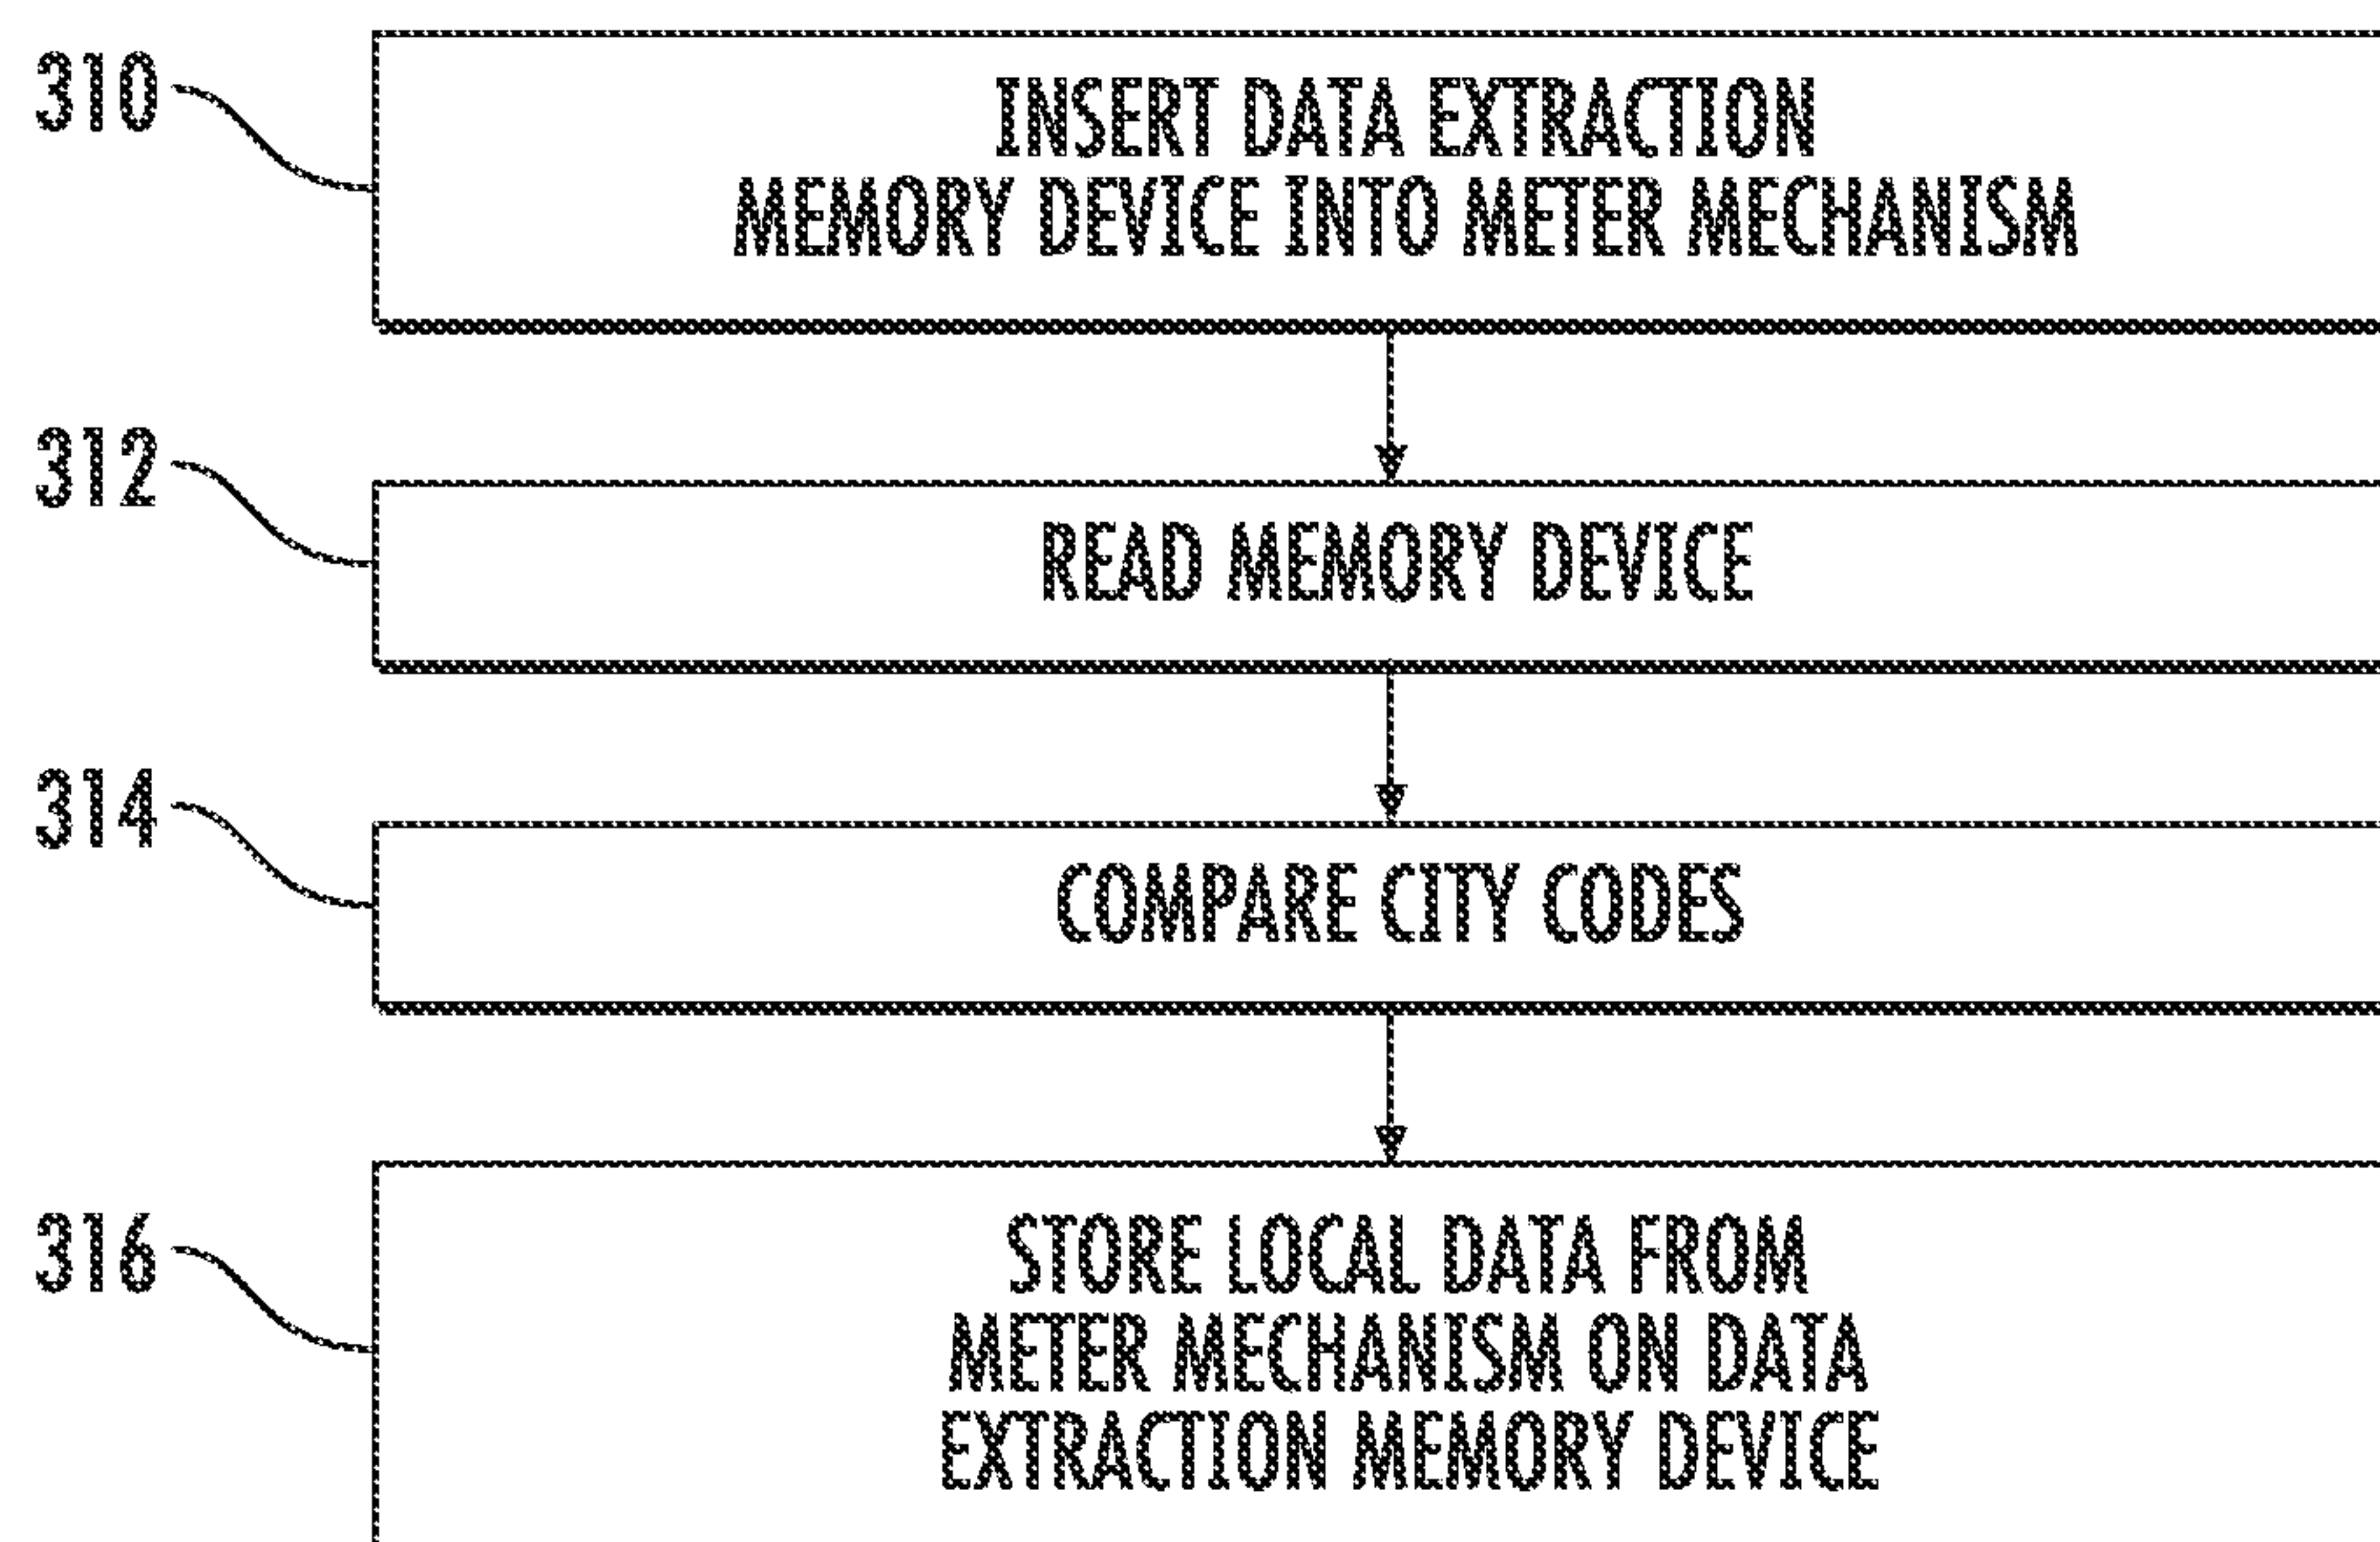 310
INSERT DATA EXTRACTION
MEMORY DEVICE INTO METER MECHANISM
312
READ MEMORY DEVICE
314
COMPARE CITY CODES
316
STORE LOCAL DATA FROM
METER MECHANISM ON DATA
EXTRACTION MEMORY DEVICE